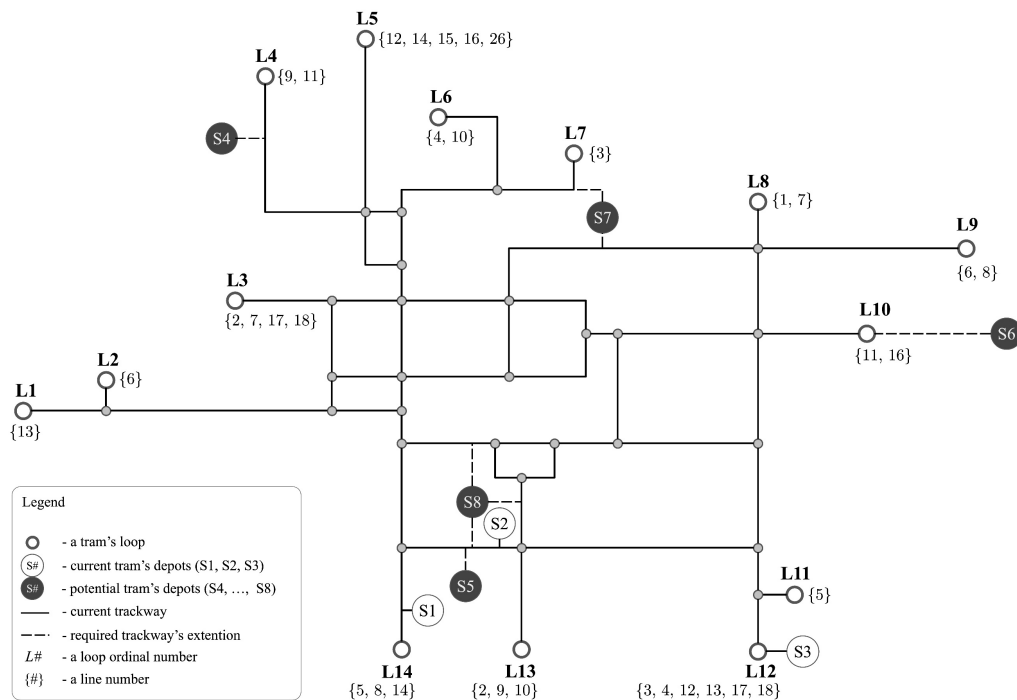 L5
{12, 14, 15, 16, 26}
L4
{9, 11}
L6
{4, 10}
S4
L7
{3}
L8
{1, 7}
S7
L9
{6, 8}
L3
{2, 7, 17, 18}
L10
{11, 16}
S6
L2
{6}
L1
{13}
Legend
- a tram's loop
S#
- current tram's depots (S1, S2, S3)
S#
- potential tram's depots (S4, ..., S8)
- current trackway
- required trackway's extention
L#
- a loop ordinal number
{#}
- a line number
S8
S2
S5
S1
L11
{5}
S3
L14
{5, 8, 14}
L13
{2, 9, 10}
L12
{3, 4, 12, 13, 17, 18}